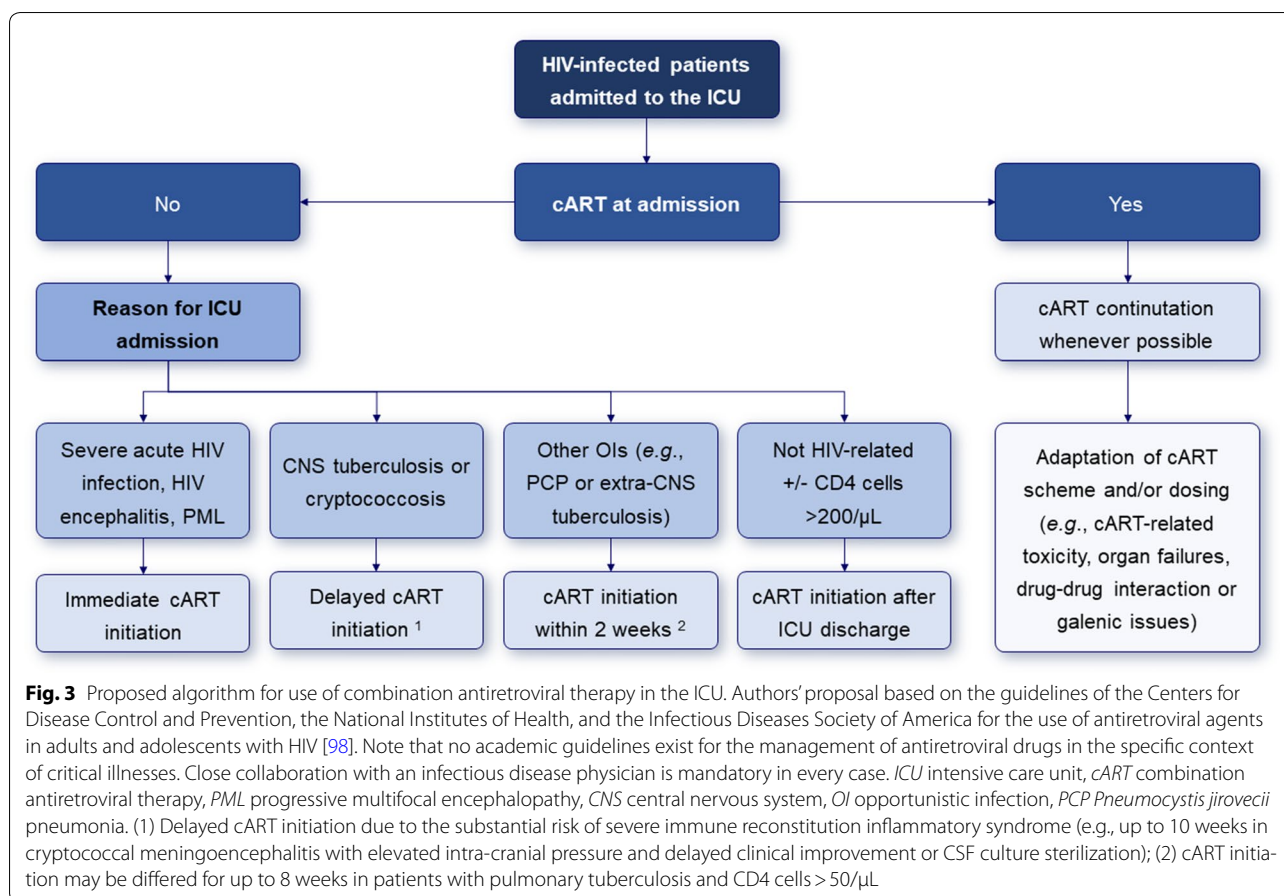 HIV-infected patients
admitted to the ICU
No
cART at admission
Yes
Reason for ICU
admission
cART continutation
whenever possible
Severe acute HIV
infection, HIV
encephalitis, PML
CNS tuberculosis or
cryptococcosis
Other OIs (e.g.,
PCP or extra-CNS
tuberculosis)
Not HIV-related
+/- CD4 cells
>200/µL
Adaptation of cART
scheme and/or dosing
(e.g., cART-related
toxicity, organ failures,
drug-drug interaction or
galenic issues)
Immediate cART
initiation
Delayed cART
initiation ¹
cART initiation
within 2 weeks ²
cART initiation after
ICU discharge
Fig. 3 Proposed algorithm for use of combination antiretroviral therapy in the ICU. Authors' proposal based on the guidelines of the Centers for
Disease Control and Prevention, the National Institutes of Health, and the Infectious Diseases Society of America for the use of antiretroviral agents
in adults and adolescents with HIV [98]. Note that no academic guidelines exist for the management of antiretroviral drugs in the specific context
of critical illnesses. Close collaboration with an infectious disease physician is mandatory in every case. ICU intensive care unit, cART combination
antiretroviral therapy, PML progressive multifocal encephalopathy, CNS central nervous system, OI opportunistic infection, PCP Pneumocystis jirovecii
pneumonia. (1) Delayed cART initiation due to the substantial risk of severe immune reconstitution inflammatory syndrome (e.g., up to 10 weeks in
cryptococcal meningoencephalitis with elevated intra-cranial pressure and delayed clinical improvement or CSF culture sterilization); (2) cART initia-
tion may be differed for up to 8 weeks in patients with pulmonary tuberculosis and CD4 cells > 50/µL